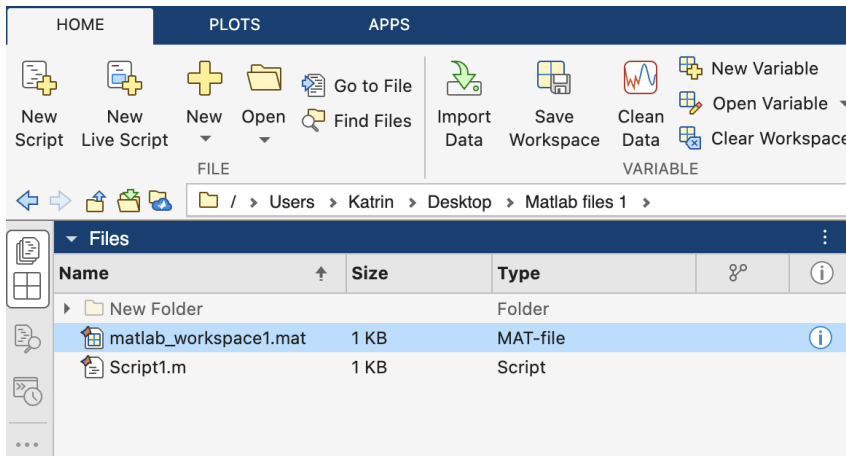 HOME PLOTS APPS
New Script
New Live Script
New
Open
Go to File
Find Files
FILE
Import Data
Save Workspace
Clean Data
New Variable
Open Variable
Clear Workspace
VARIABLE
/ > Users > Katrin > Desktop > Matlab files 1 >
Files
Name Size Type
New Folder Folder
matlab_workspace1.mat 1 KB MAT-file
Script1.m 1 KB Script